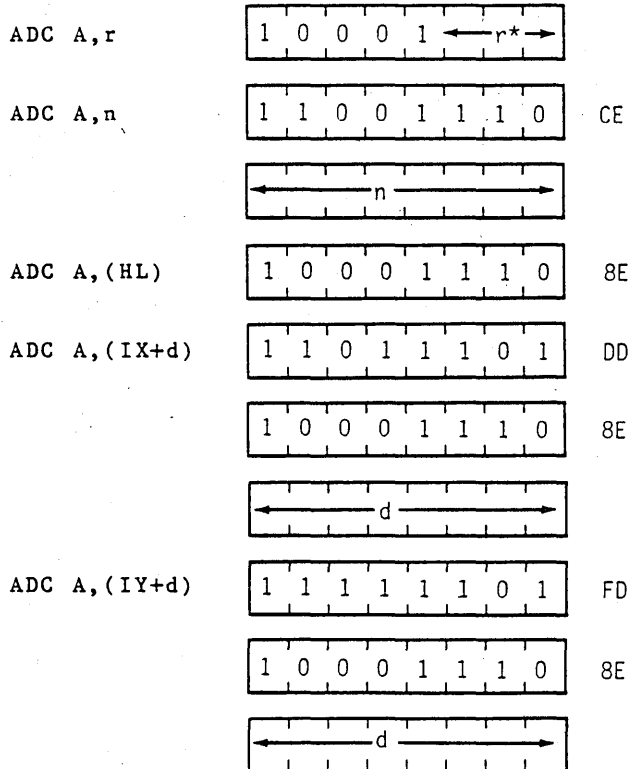 ADC A,r 1 0 0 0 1 r*
ADC A,n 1 1 0 0 1 1 1 0 CE
n
ADC A,(HL) 1 0 0 0 1 1 1 0 8E
ADC A,(IX+d) 1 1 0 1 1 1 0 1 DD
1 0 0 0 1 1 1 0 8E
d
ADC A,(IY+d) 1 1 1 1 1 1 0 1 FD
1 0 0 0 1 1 1 0 8E
d